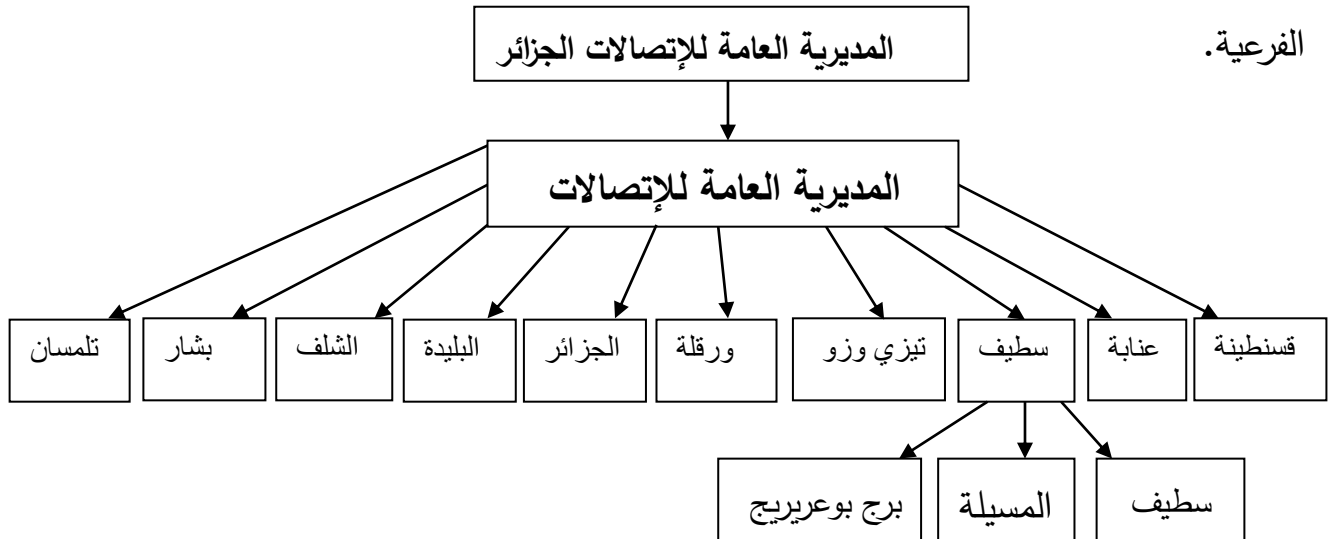 الفرعية.
المديرية العامة للإتصالات الجزائر
المديرية العامة للإتصالات
قسنطينة
عنابة
سطيف
تيزي وزو
ورقلة
الجزائر
البليدة
الشلف
بشار
تلمسان
سطيف
المسيلة
برج بوعريريج